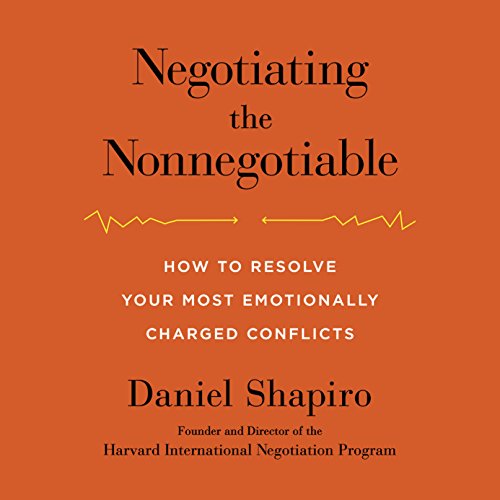 Negotiating
the
Nonnegotiable
HOW TO RESOLVE
YOUR MOST EMOTIONALLY
CHARGED CONFLICTS
Daniel Shapiro
Founder and Director of the
Harvard International Negotiation Program